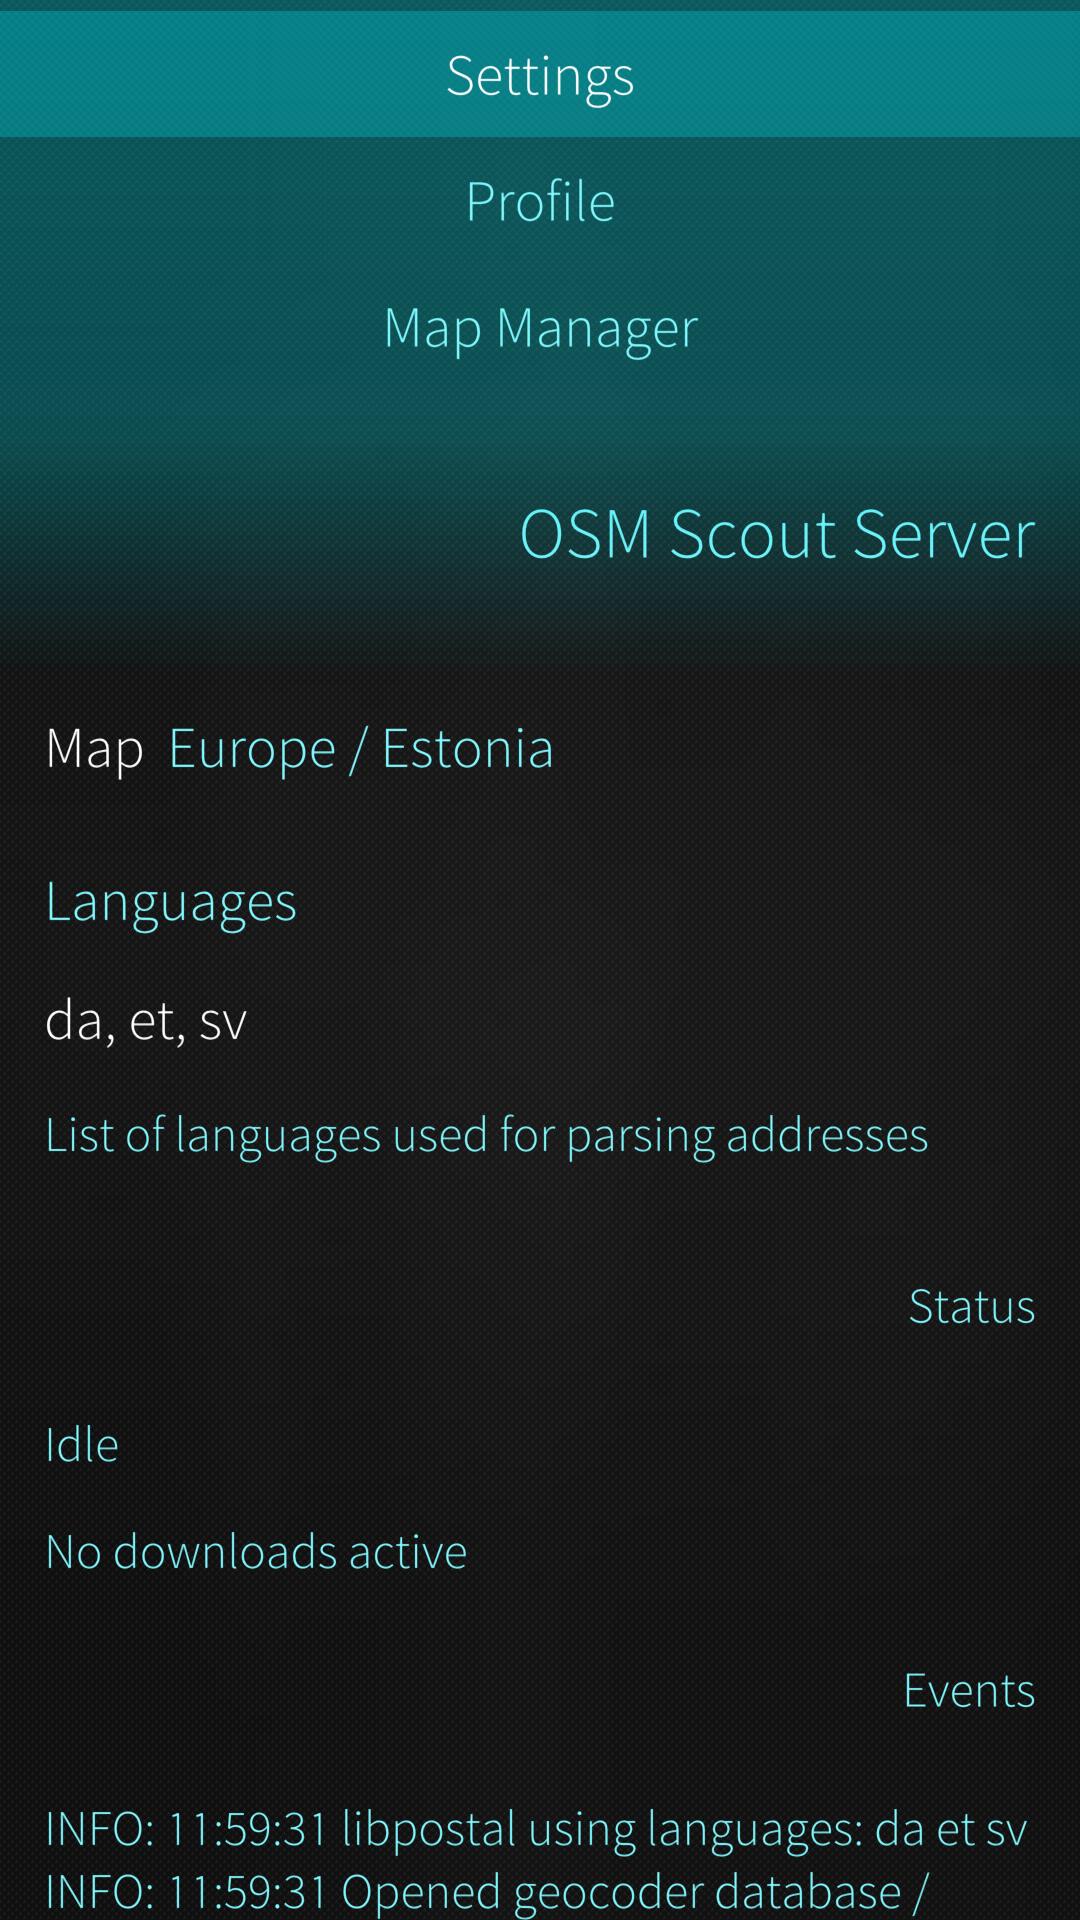 Settings
Profile
Map Manager
OSM Scout Server
Map Europe / Estonia
Languages
da, et, sv
List of languages used for parsing addresses
Status
Idle
No downloads active
Events
INFO: 11:59:31 libpostal using languages: da et sv
INFO: 11:59:31 Opened geocoder database /